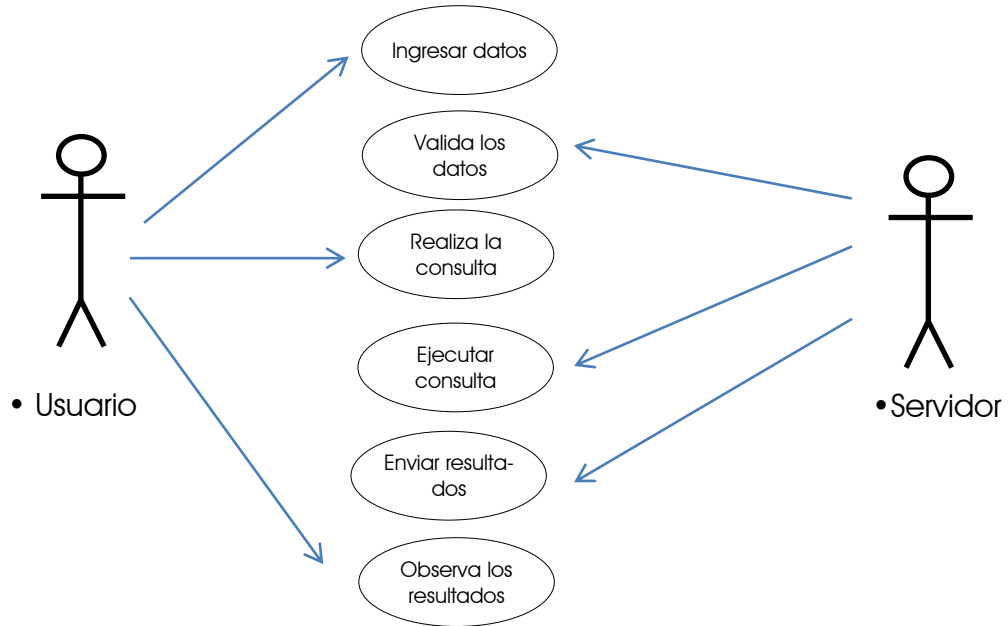 Ingresar datos
Valida los
datos
Realiza la
consulta
Ejecutar
consulta
• Usuario
•Servidor
Enviar resulta-
dos
Observa los
resultados